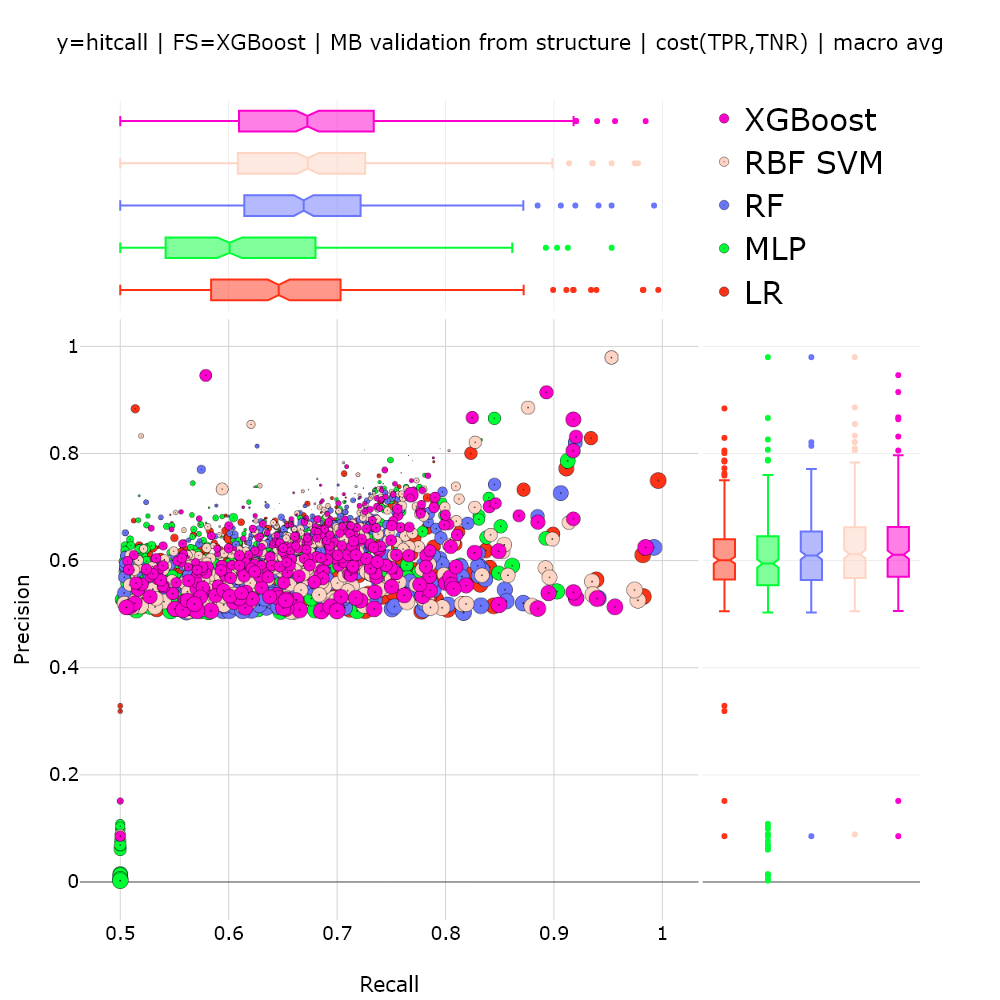 y=hitcall | FS=XGBoost | MB validation from structure | cost(TPR,TNR) | macro avg
XGBoost
RBF SVM
RF
MLP
LR
1
0.8
0.6
0.4
0.2
0
Precision
0.5 0.6 0.7 0.8 0.9 1
Recall